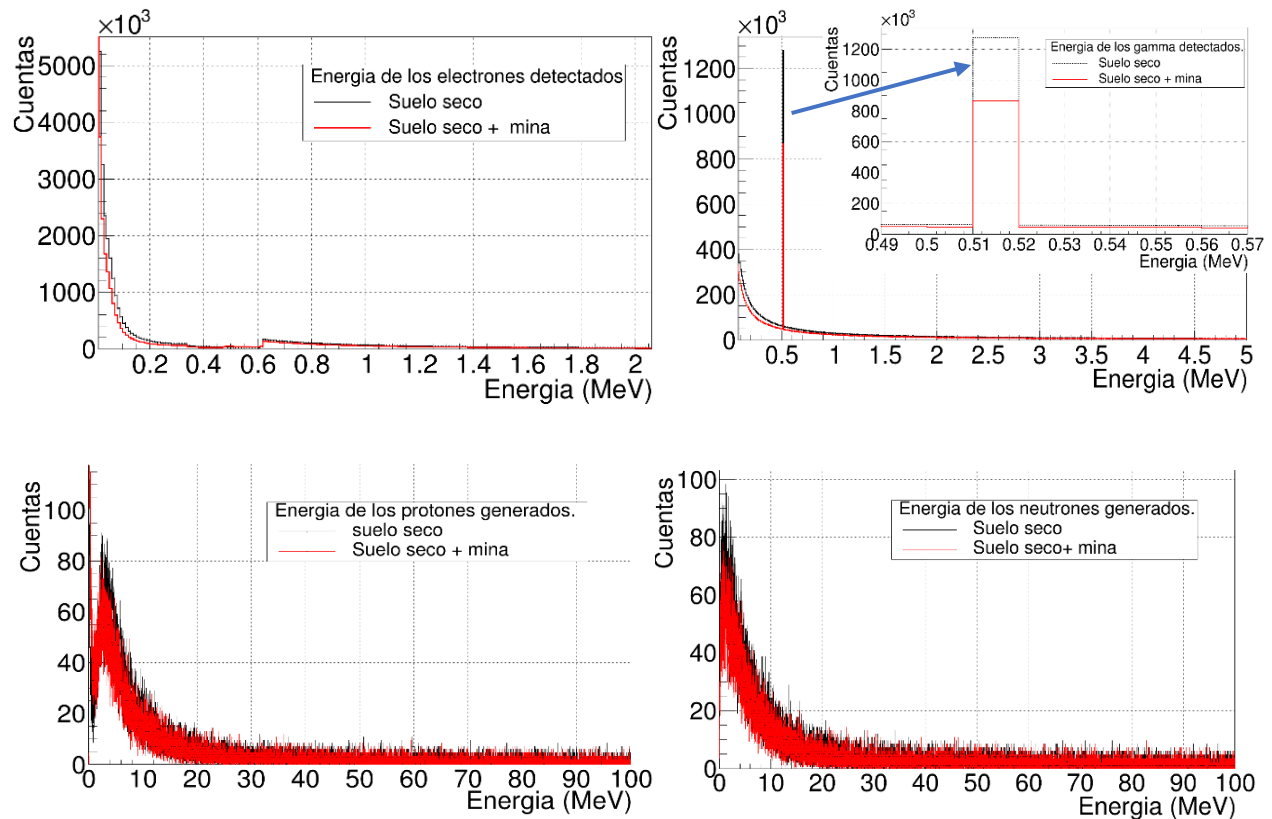 ×10³
Cuentas
5000
4000
3000
2000
1000
0
Energia de los electrones detectados
Suelo seco
Suelo seco + mina
0.2 0.4 0.6 0.8 1 1.2 1.4 1.6 1.8 2
Energia (MeV)
×10³
Cuentas
1200
1000
800
600
400
200
0
0.5 1 1.5 2 2.5 3 3.5 4 4.5 5
Energia (MeV)
×10³
Cuentas
1200
1000
800
600
400
200
0
Energia de los gamma detectados.
Suelo seco
Suelo seco + mina
0.49 0.5 0.51 0.52 0.53 0.54 0.55 0.56 0.57
Energia (MeV)
Cuentas
100
80
60
40
20
0
Energia de los protones generados.
suelo seco
Suelo seco + mina
0 10 20 30 40 50 60 70 80 90 100
Energia (MeV)
Cuentas
100
80
60
40
20
0
Energia de los neutrones generados.
Suelo seco
Suelo seco+ mina
0 10 20 30 40 50 60 70 80 90 100
Energia (MeV)